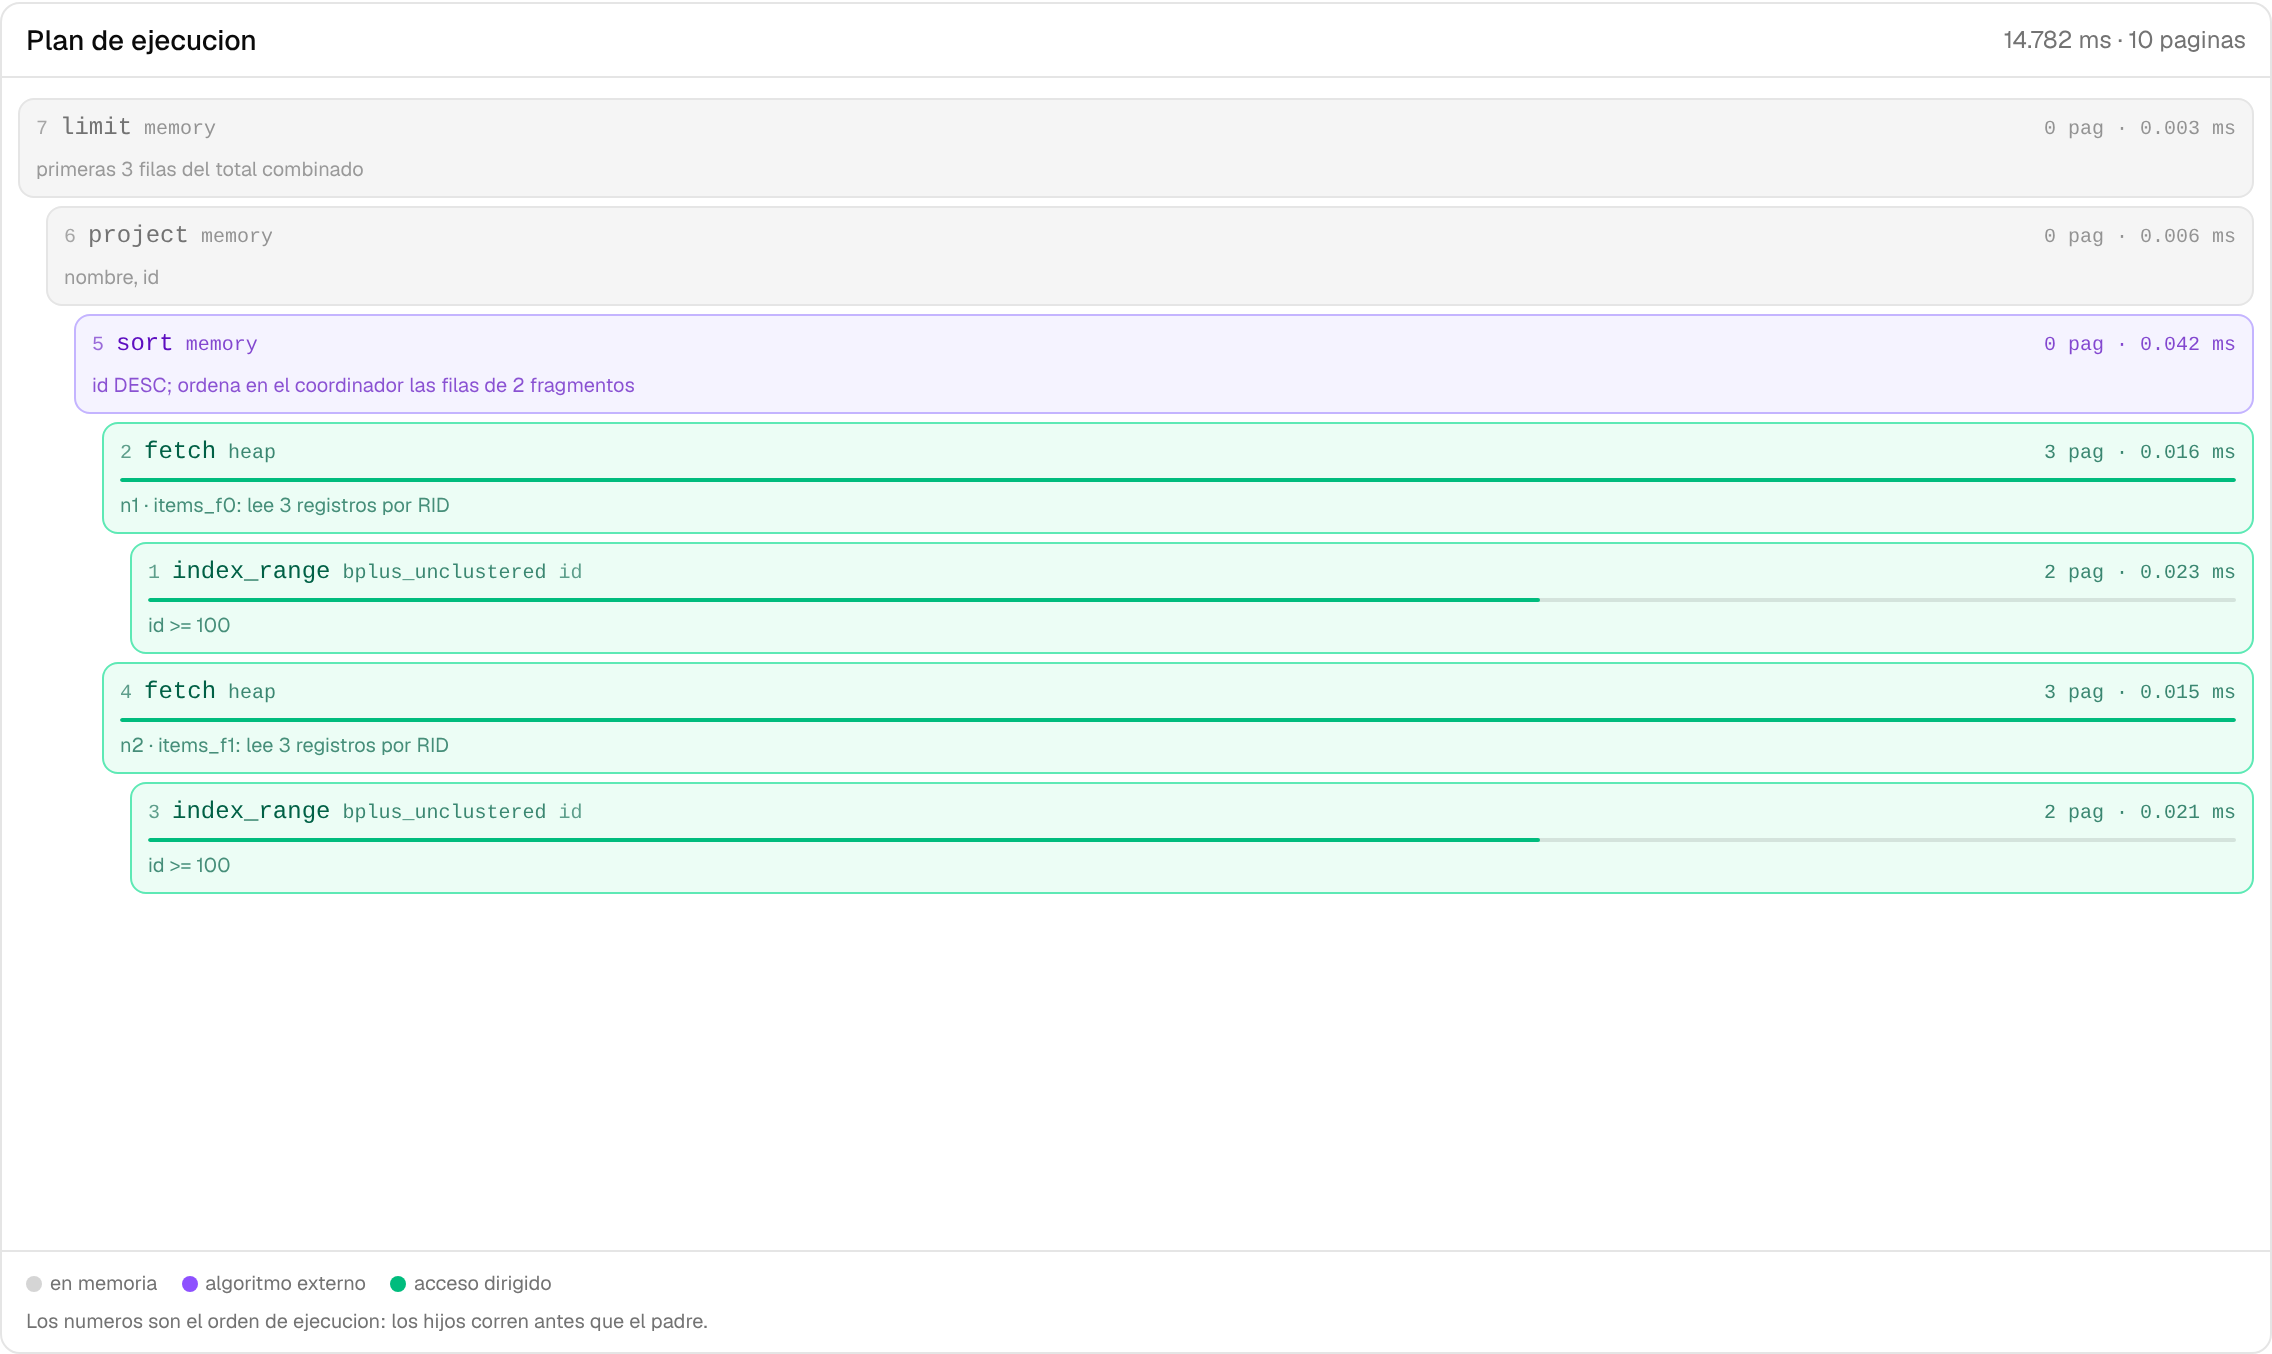 Plan de ejecucion
14.782 ms · 10 paginas
7 limit memory
0 pag · 0.003 ms
primeras 3 filas del total combinado
6 project memory
0 pag · 0.006 ms
nombre, id
5 sort memory
0 pag · 0.042 ms
id DESC; ordena en el coordinador las filas de 2 fragmentos
2 fetch heap
3 pag · 0.016 ms
n1 · items_f0: lee 3 registros por RID
1 index_range bplus_unclustered id
2 pag · 0.023 ms
id >= 100
4 fetch heap
3 pag · 0.015 ms
n2 · items_f1: lee 3 registros por RID
3 index_range bplus_unclustered id
2 pag · 0.021 ms
id >= 100
en memoria
algoritmo externo
acceso dirigido
Los numeros son el orden de ejecucion: los hijos corren antes que el padre.